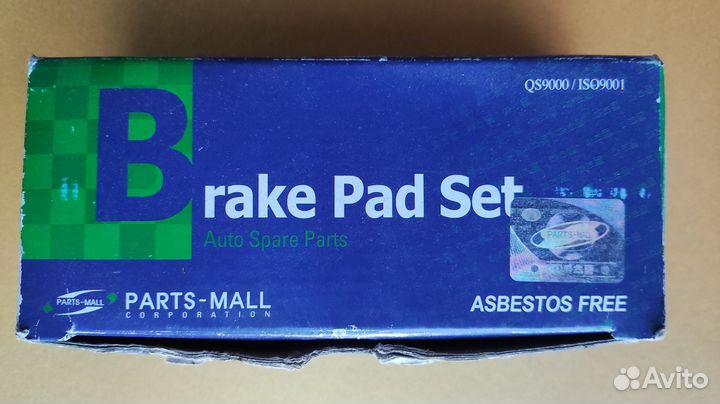 QS9000 / ISO9001
Brake Pad Set
Auto Spare Parts
PARTS-MALL
PARTS-MALL
PARTS-MALL
CORPORATION
ASBESTOS FREE
Avito